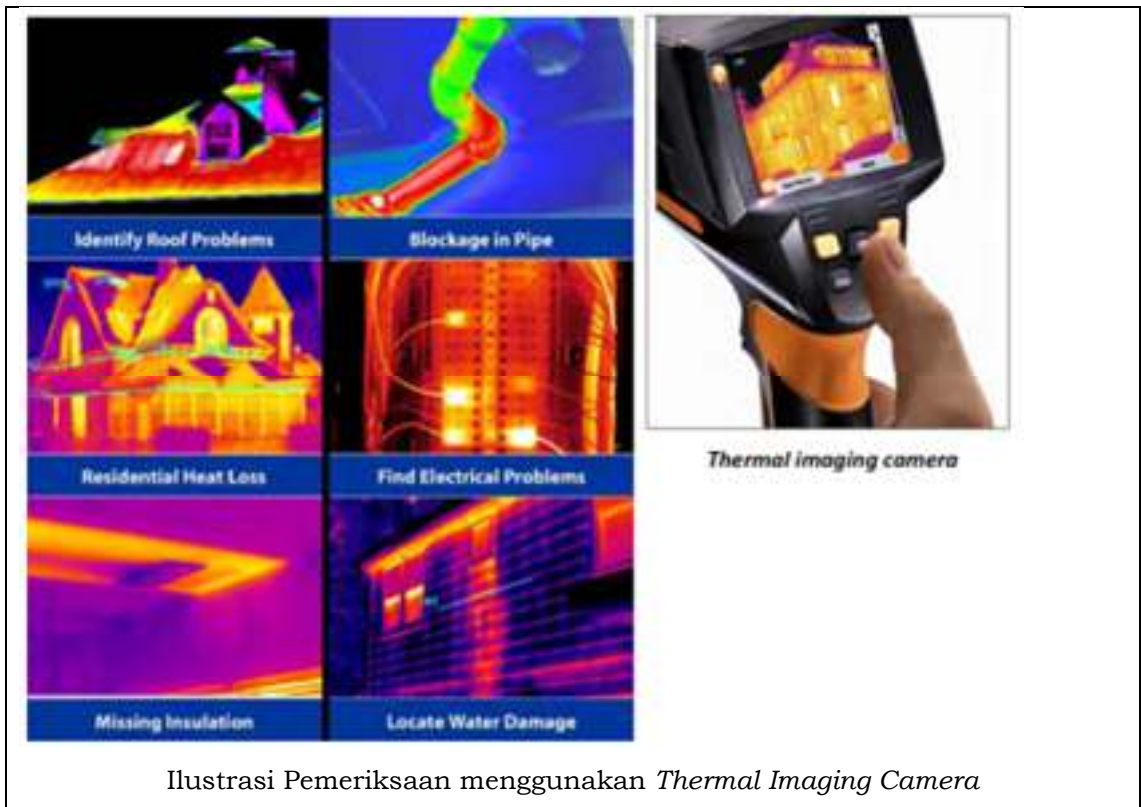 Identify Roof Problems
Blockage in Pipe
Residential Heat Loss
Find Electrical Problems
Missing Insulation
Locate Water Damage
Thermal imaging camera
Ilustrasi Pemeriksaan menggunakan Thermal Imaging Camera